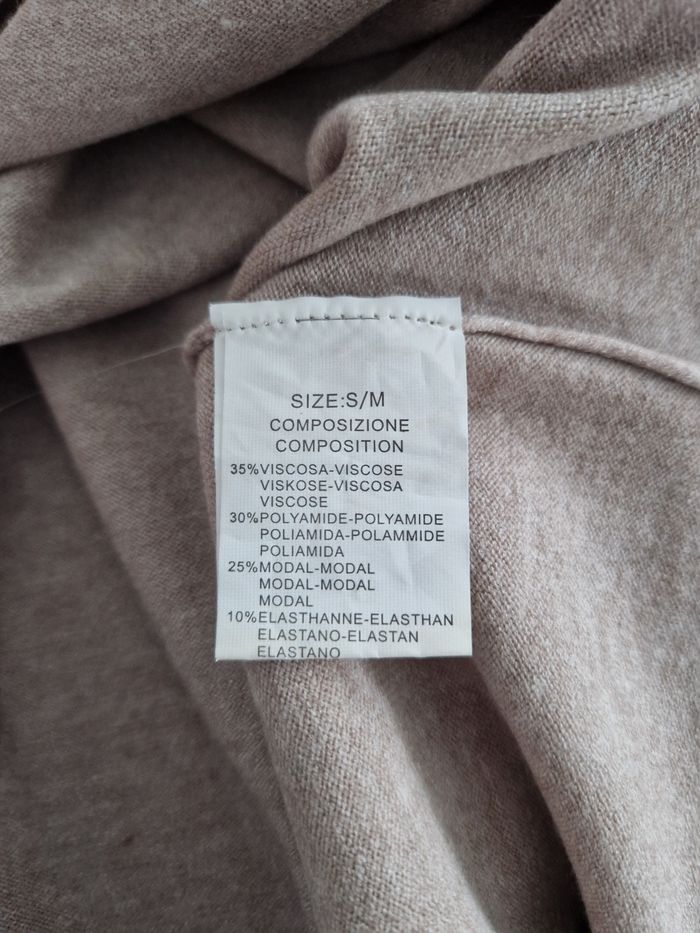 SIZE:S/M
COMPOSIZIONE
COMPOSITION
35%VISCOSA-VISCOSE
VISKOSE-VISCOSA
VISCOSE
30%POLYAMIDE-POLYAMIDE
POLIAMIDA-POLAMMIDE
POLIAMIDA
25%MODAL-MODAL
MODAL-MODAL
MODAL
10%ELASTHANNE-ELASTHAN
ELASTANO-ELASTAN
ELASTANO